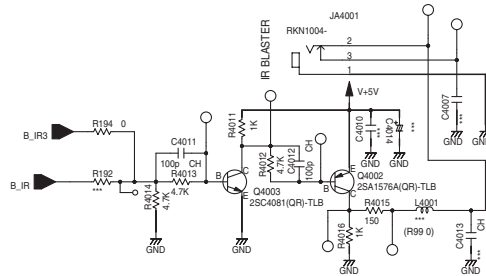 JA4001
RKN1004-
IR BLASTER
2
3
1
V+5V
C4007
***
GND
GND
B_IR3
R194 0
C4011
100p CH
R4011
1K
R4012
4.7K
C4012
100p
CH
C4010
***
C4014
***
GND
GND
B_IR
R192
***
R4013
4.7K
R4014
4.7K
B
C
E
Q4003
2SC4081(QR)-TLB
B
E
C
Q4002
2SA1576A(QR)-TLB
GND
GND
R4016
1K
R4015
150
L4001
***
(R99 0)
C4013
CH
***
GND
GND